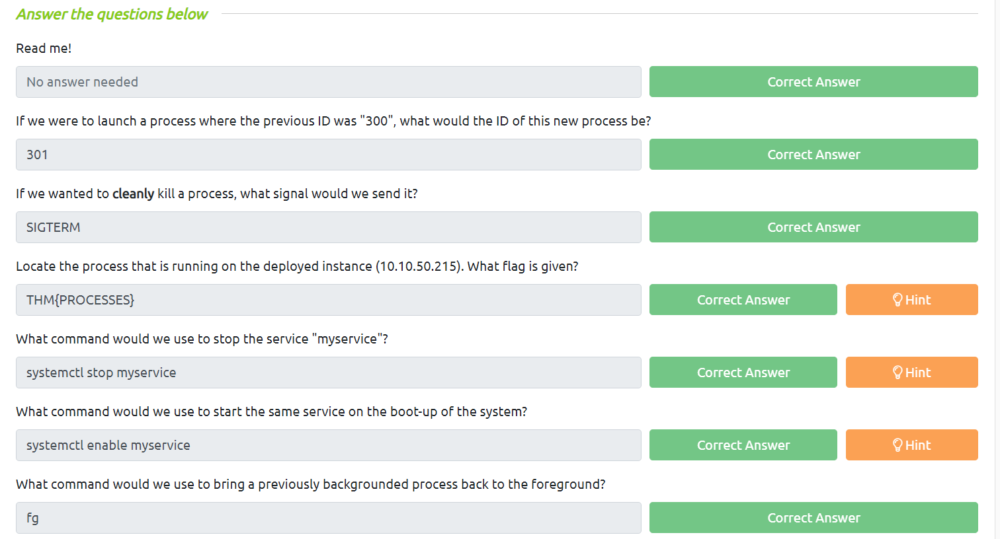 Answer the questions below
Read me!
No answer needed
Correct Answer
If we were to launch a process where the previous ID was "300", what would the ID of this new process be?
301
Correct Answer
If we wanted to cleanly kill a process, what signal would we send it?
SIGTERM
Correct Answer
Locate the process that is running on the deployed instance (10.10.50.215). What flag is given?
THM{PROCESSES}
Correct Answer
Hint
What command would we use to stop the service "myservice"?
systemctl stop myservice
Correct Answer
Hint
What command would we use to start the same service on the boot-up of the system?
systemctl enable myservice
Correct Answer
Hint
What command would we use to bring a previously backgrounded process back to the foreground?
fg
Correct Answer